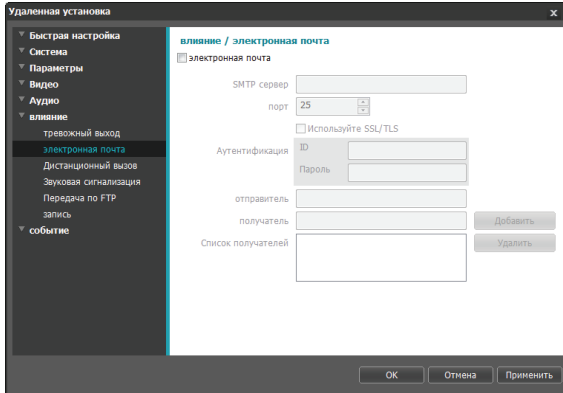 Удаленная установка x
Быстрая настройка
Система
Параметры
Видео
Аудио
влияние
тревожный выход
электронная почта
Дистанционный вызов
Звуковая сигнализация
Передача по FTP
запись
событие
влияние / электронная почта
электронная почта
SMTP сервер
порт 25
Используйте SSL/TLS
Аутентификация ID
Пароль
отправитель
получатель Добавить
Список получателей Удалить
OK Отмена Применить